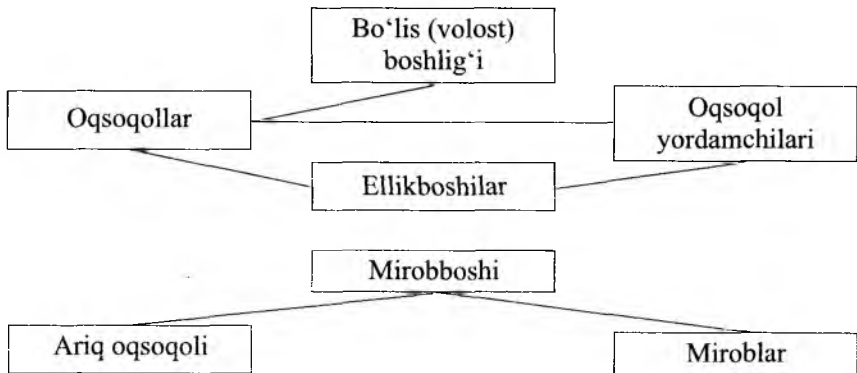 Bo‘lis (volost)
boshlig‘i
Oqsoqollar
Oqsoqol
yordamchilari
Ellikboshilar
Mirobboshi
Ariq oqsoqoli
Miroblar